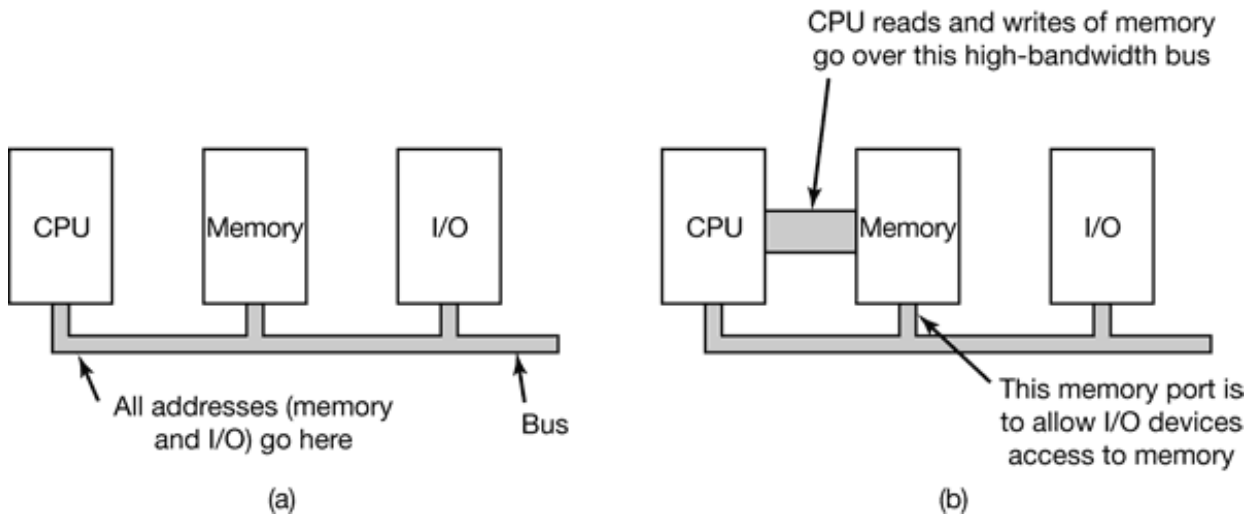 CPU
Memory
I/O
All addresses (memory
and I/O) go here
Bus
(a)
CPU reads and writes of memory
go over this high-bandwidth bus
CPU
Memory
I/O
This memory port is
to allow I/O devices
access to memory
(b)